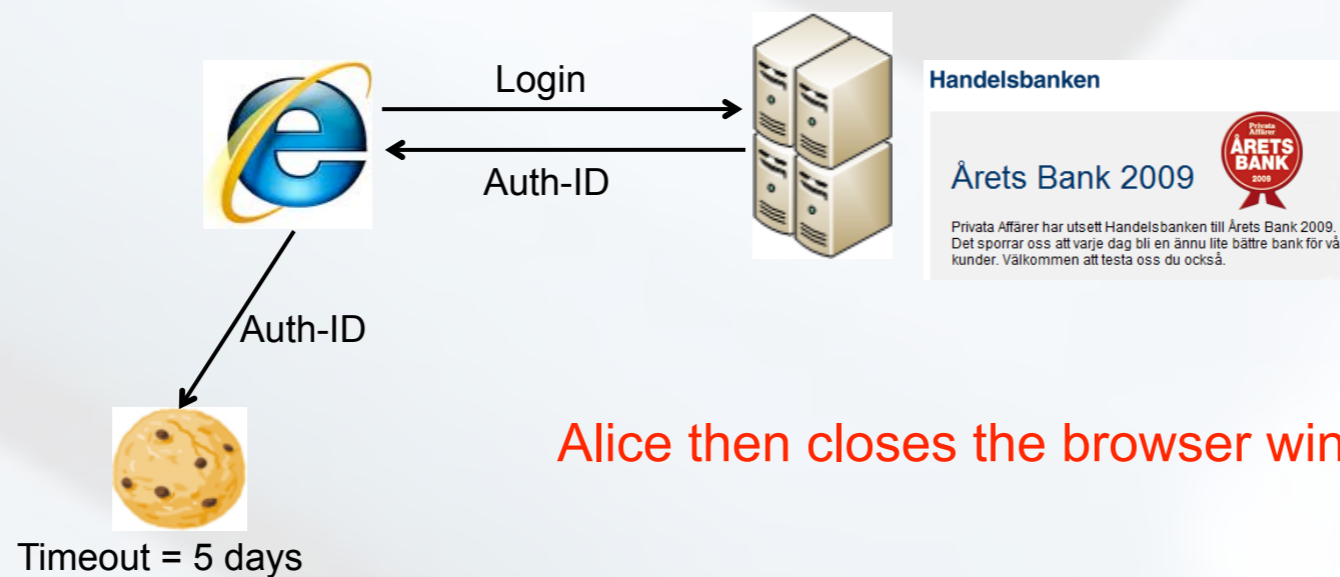 Login
Handelsbanken
Privata
Affärer
ÅRETS
BANK
2009
Årets Bank 2009
Auth-ID
Privata Affärer har utsett Handelsbanken till Årets Bank 2009.
Det sporrar oss att varje dag bli en ännu lite bättre bank för vå
kunder. Välkommen att testa oss du också.
Auth-ID
Alice then closes the browser win
Timeout = 5 days